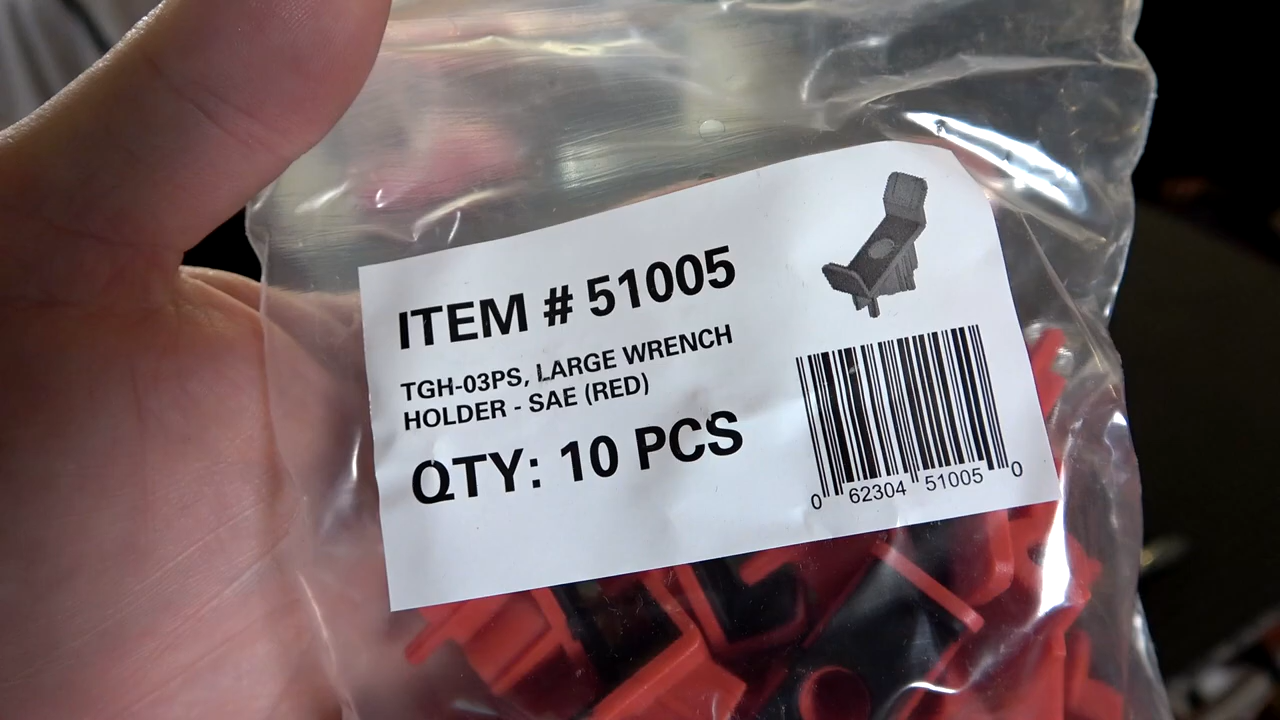 ITEM # 51005
TGH-03PS, LARGE WRENCH
HOLDER - SAE (RED)
QTY: 10 PCS
0 62304 51005 0